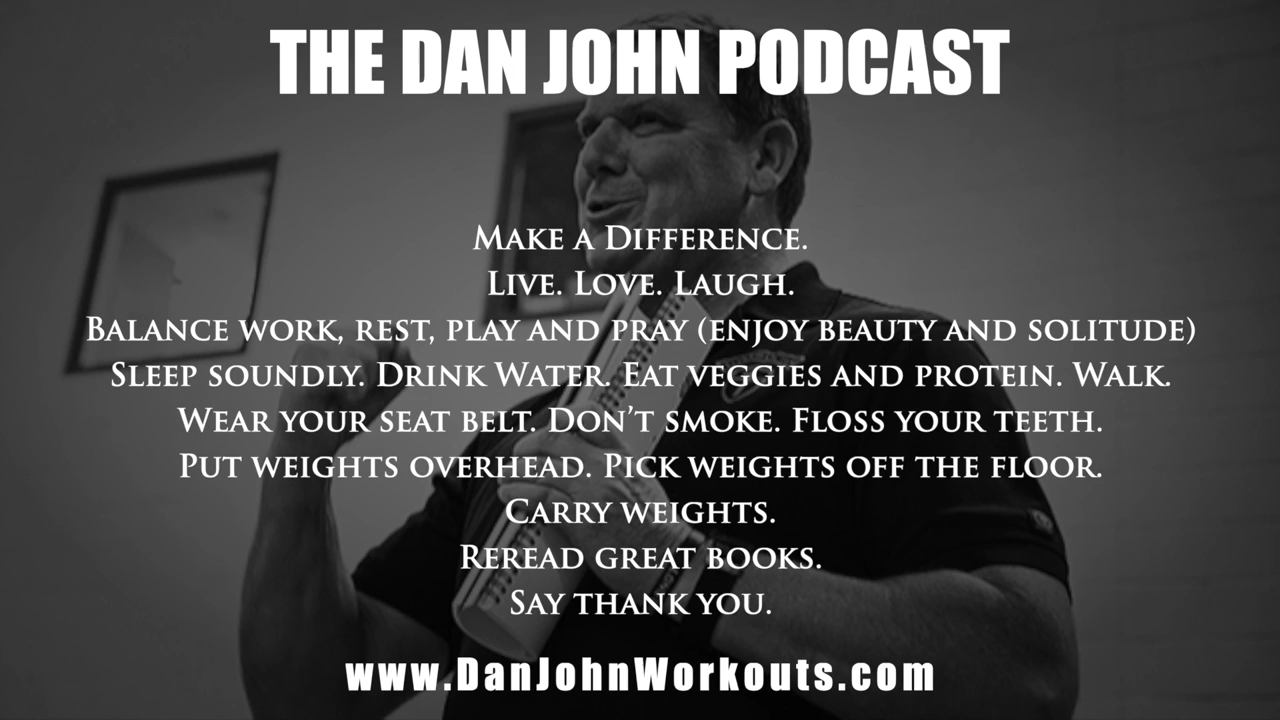 THE DAN JOHN PODCAST
Make a Difference.
Live. Love. Laugh.
Balance work, rest, play and pray (enjoy beauty and solitude)
Sleep soundly. Drink Water. Eat veggies and protein. Walk.
Wear your seat belt. Don't smoke. Floss your teeth.
Put weights overhead. Pick weights off the floor.
Carry weights.
Reread great books.
Say thank you.
www.DanJohnWorkouts.com